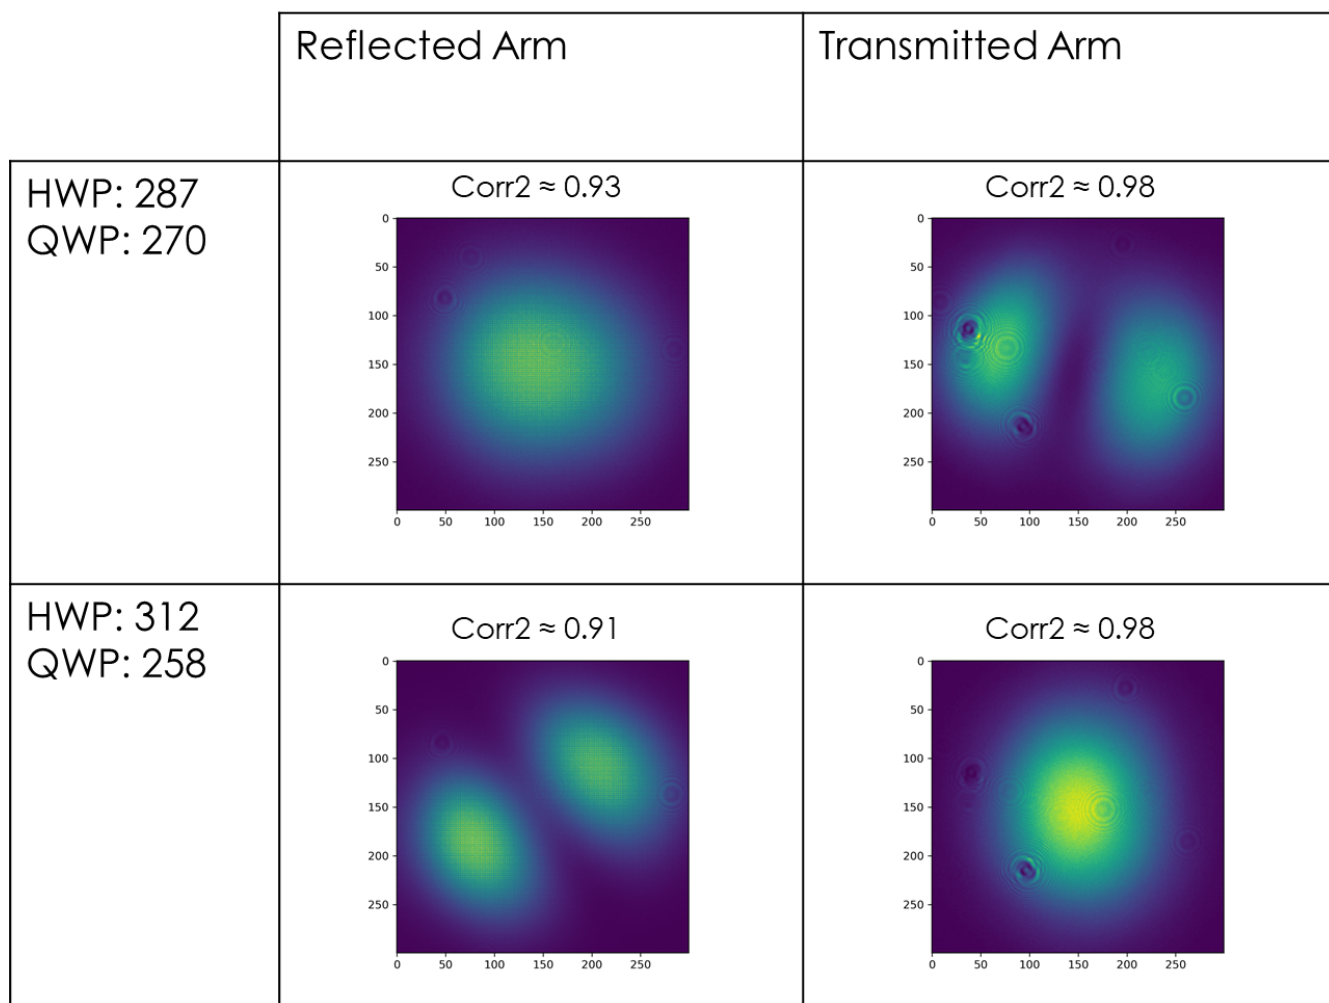 Reflected Arm
Transmitted Arm
HWP: 287
QWP: 270
Corr2 ≈ 0.93
0
50
100
150
200
250
0 50 100 150 200 250
Corr2 ≈ 0.98
0
50
100
150
200
250
0 50 100 150 200 250
HWP: 312
QWP: 258
Corr2 ≈ 0.91
0
50
100
150
200
250
0 50 100 150 200 250
Corr2 ≈ 0.98
0
50
100
150
200
250
0 50 100 150 200 250